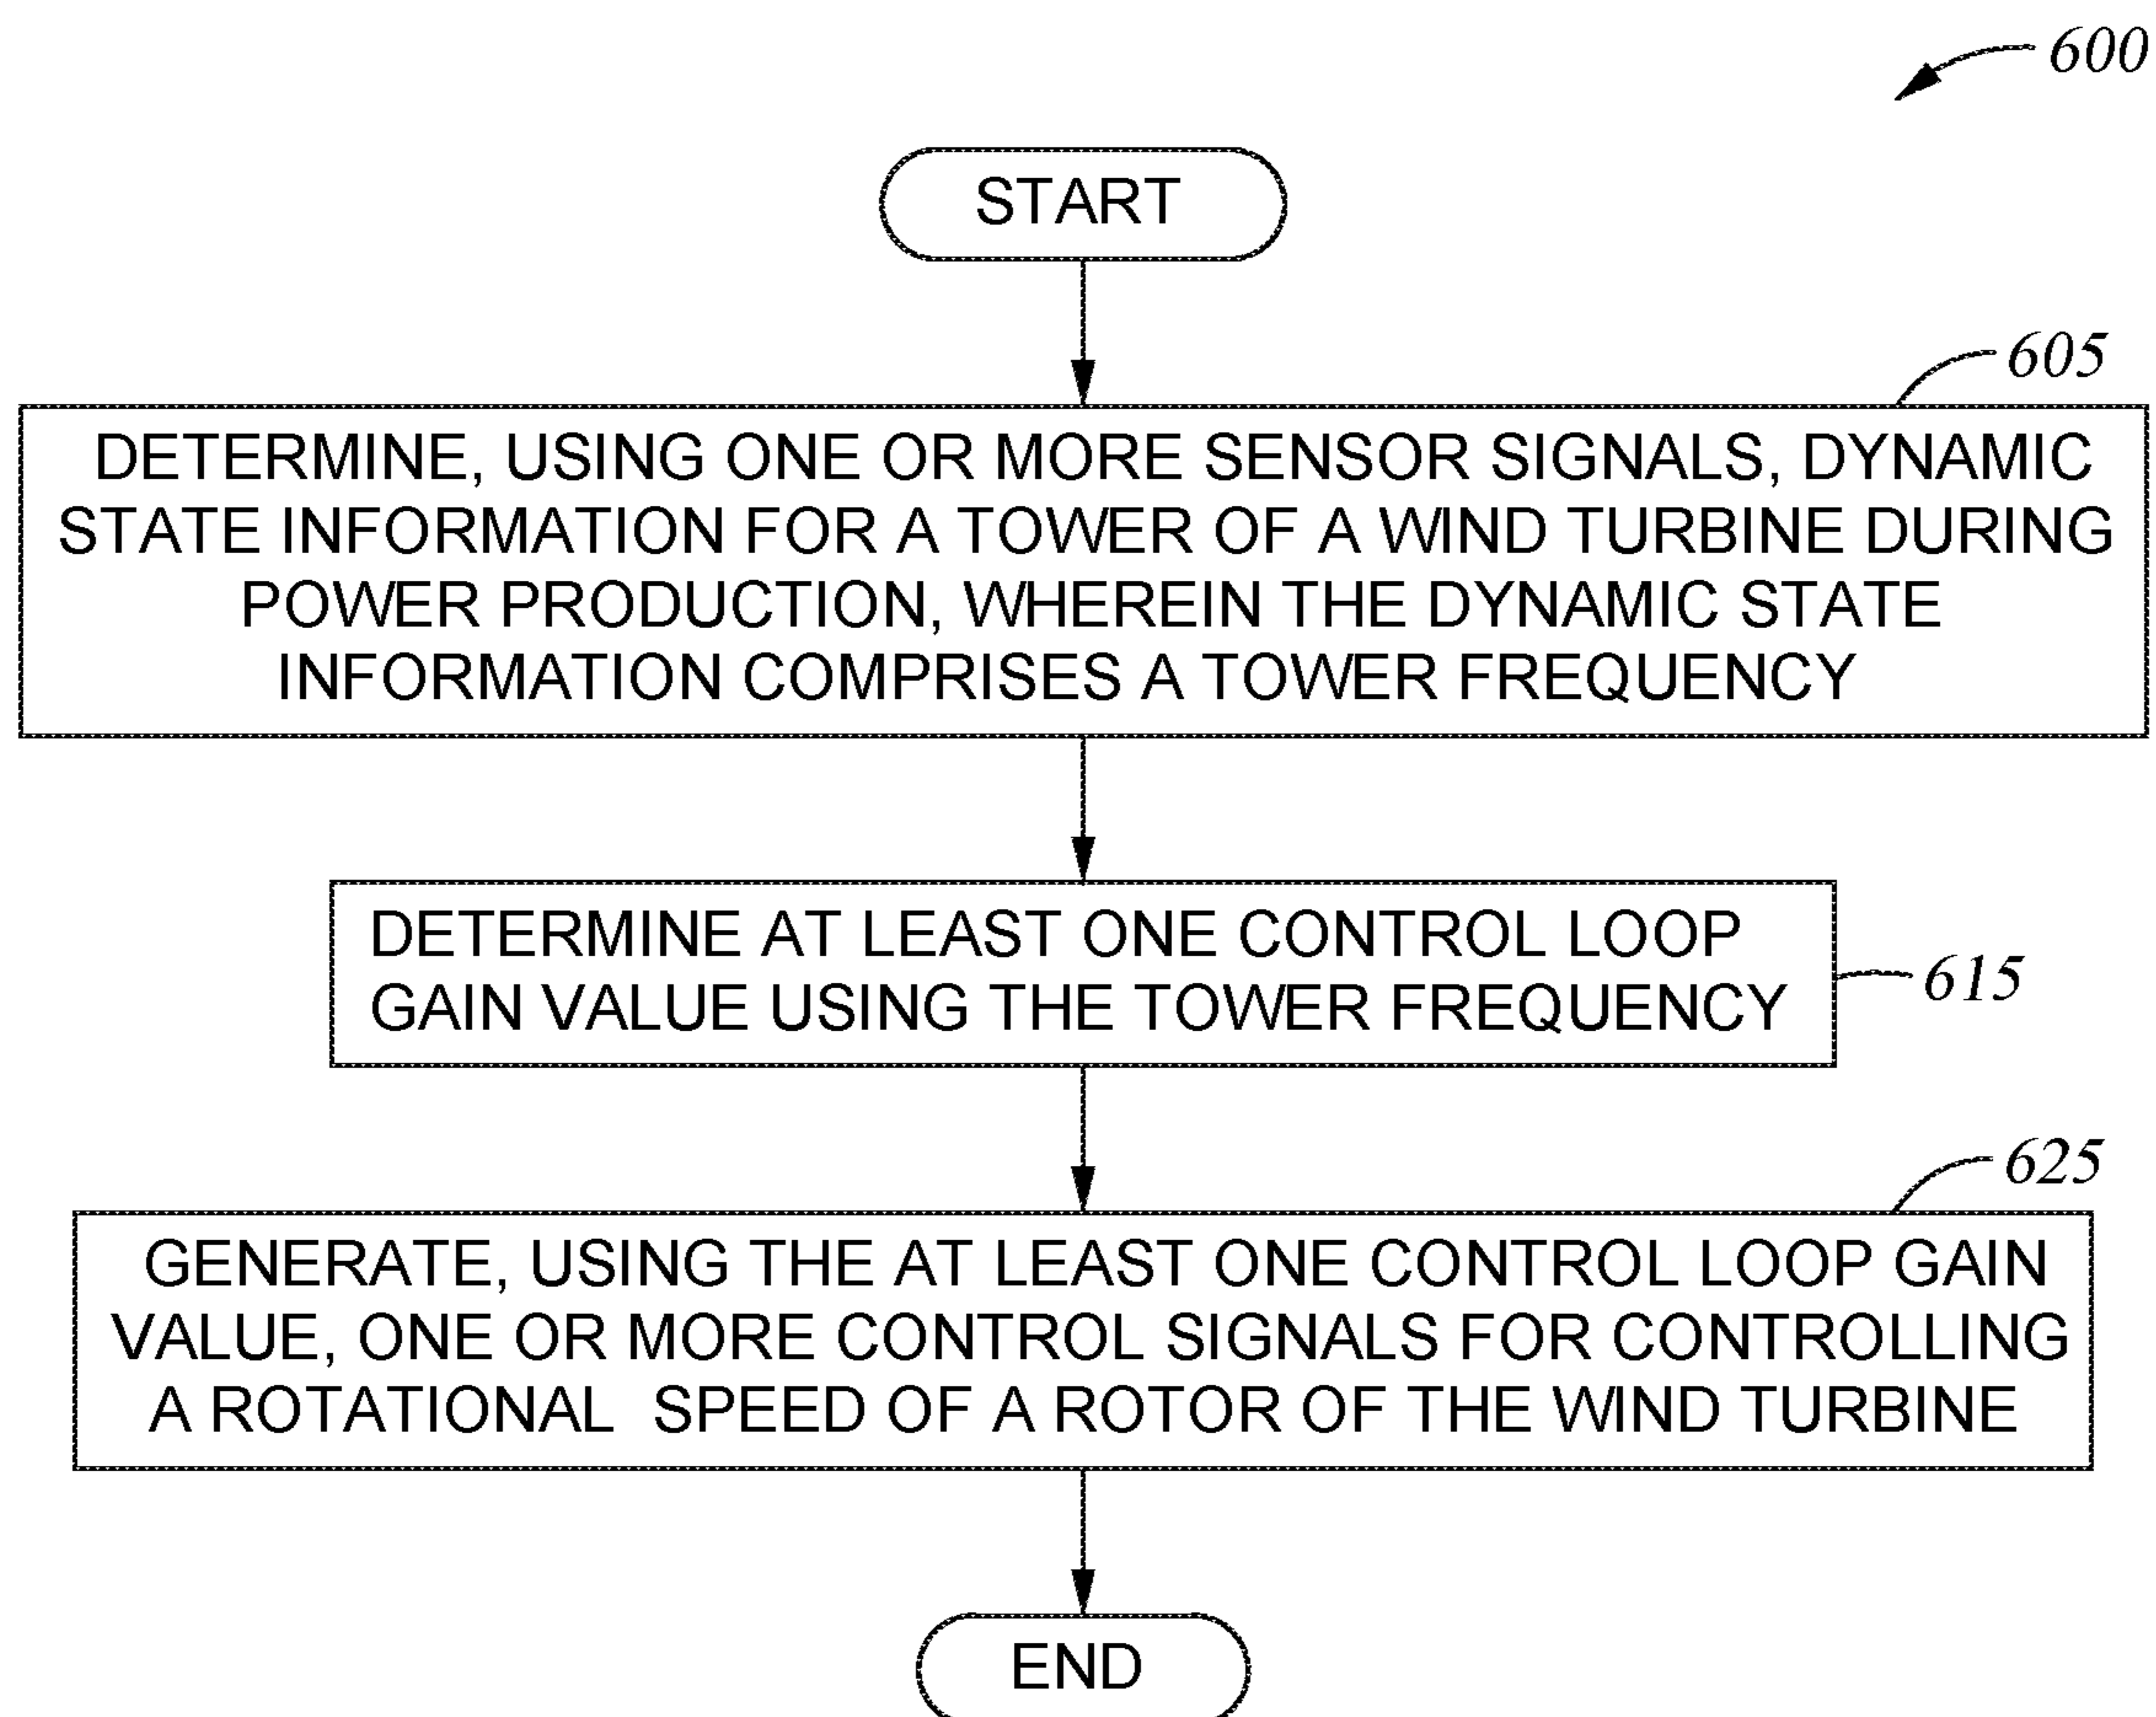 600
START
605
DETERMINE, USING ONE OR MORE SENSOR SIGNALS, DYNAMIC
STATE INFORMATION FOR A TOWER OF A WIND TURBINE DURING
POWER PRODUCTION, WHEREIN THE DYNAMIC STATE
INFORMATION COMPRISES A TOWER FREQUENCY
DETERMINE AT LEAST ONE CONTROL LOOP
GAIN VALUE USING THE TOWER FREQUENCY
615
625
GENERATE, USING THE AT LEAST ONE CONTROL LOOP GAIN
VALUE, ONE OR MORE CONTROL SIGNALS FOR CONTROLLING
A ROTATIONAL SPEED OF A ROTOR OF THE WIND TURBINE
END